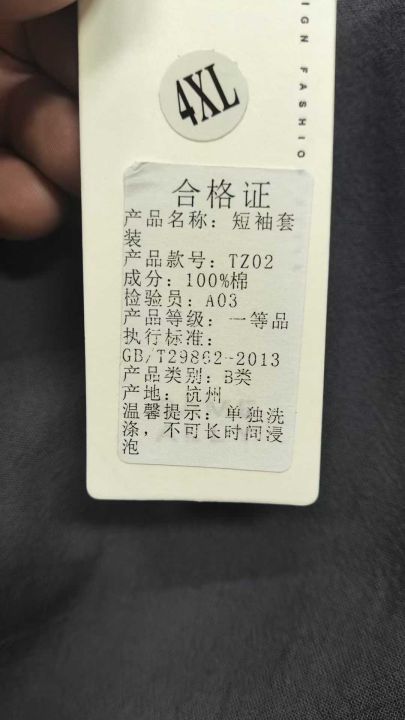 IGN FASHIO
4XL
合格证
产品名称：短袖套
装
产品款号：TZ02
成分：100%棉
检验员：A03
产品等级：一等品
执行标准：
GB/T29862-2013
产品类别：B类
产地：杭州
温馨提示：单独洗
涤，不可长时间浸
泡